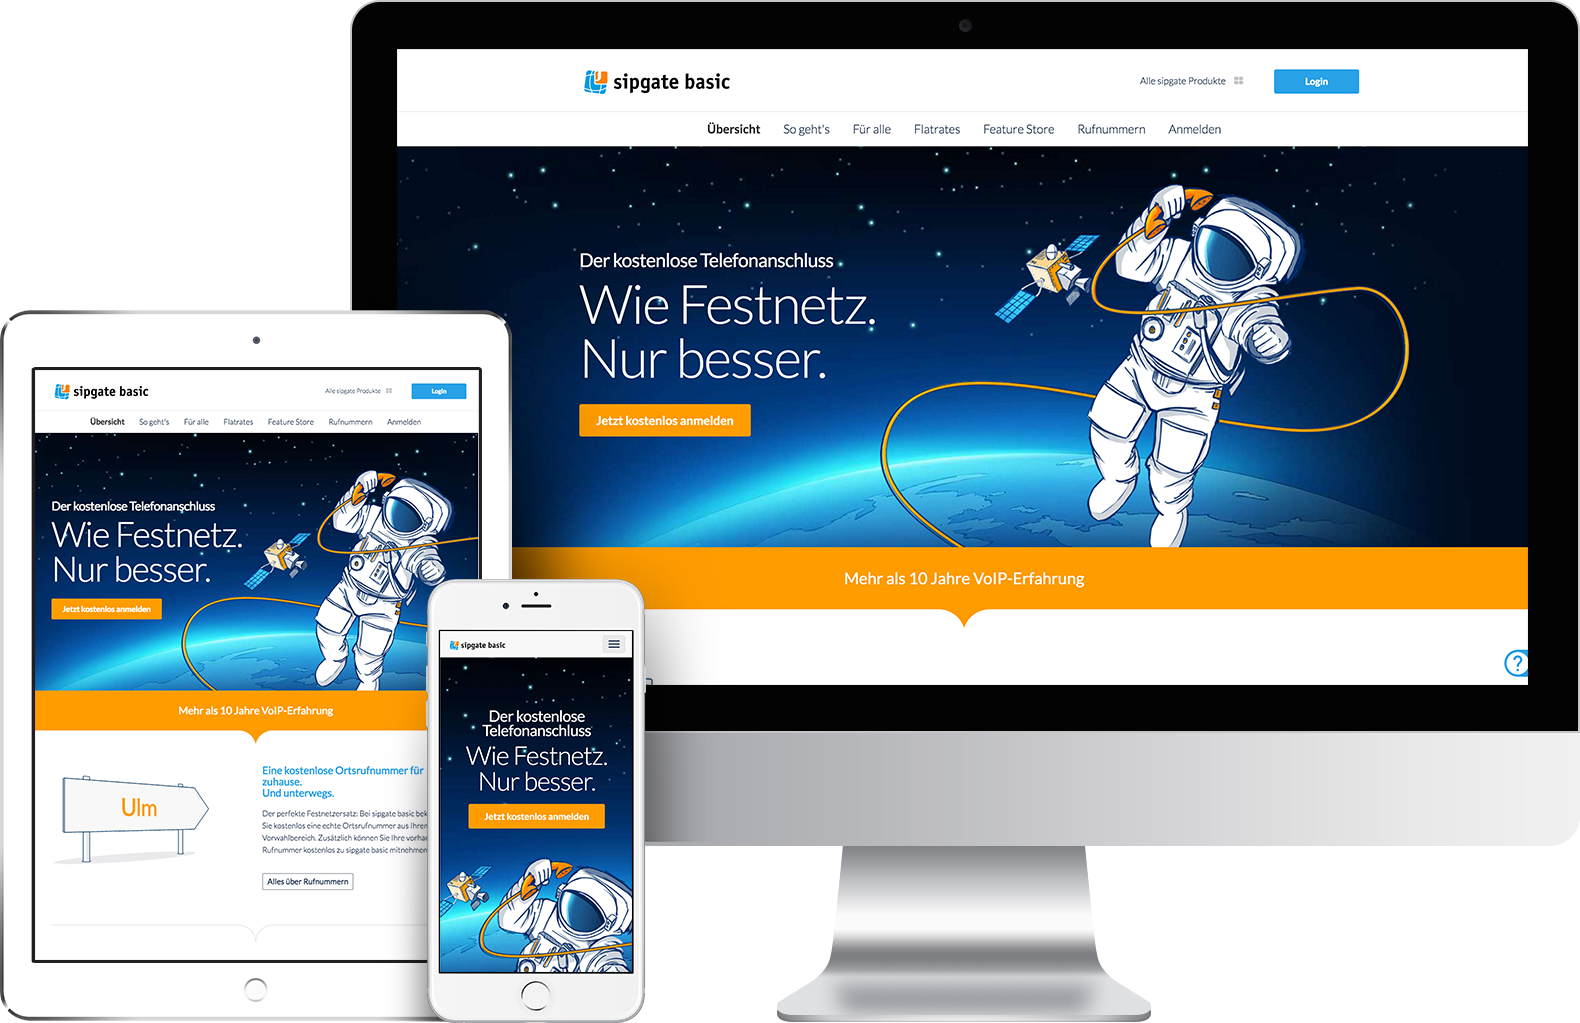 sipgate basic
Alle sipgate Produkte
Login
Übersicht So geht's Für alle Flatrates Feature Store Rufnummern Anmelden
Der kostenlose Telefonanschluss
Wie Festnetz.
Nur besser.
Jetzt kostenlos anmelden
Mehr als 10 Jahre VoIP-Erfahrung
?
sipgate basic
Alle sipgate Produkte
Login
Übersicht So geht's Für alle Flatrates Feature Store Rufnummern Anmelden
Der kostenlose Telefonanschluss
Wie Festnetz.
Nur besser.
Jetzt kostenlos anmelden
Mehr als 10 Jahre VoIP-Erfahrung
Ulm
Eine kostenlose Ortsrufnummer für
zuhause.
Und unterwegs.
Der perfekte Festnetzersatz: Bei sipgate basic bek
Sie kostenlos eine echte Ortsrufnummer aus Ihren
Vorwahlbereich. Zusätzlich können Sie Ihre vorha
Rufnummer kostenlos zu sipgate basic mitnehmen
Alles über Rufnummern
sipgate basic
Der kostenlose
Telefonanschluss
Wie Festnetz.
Nur besser.
Jetzt kostenlos anmelden